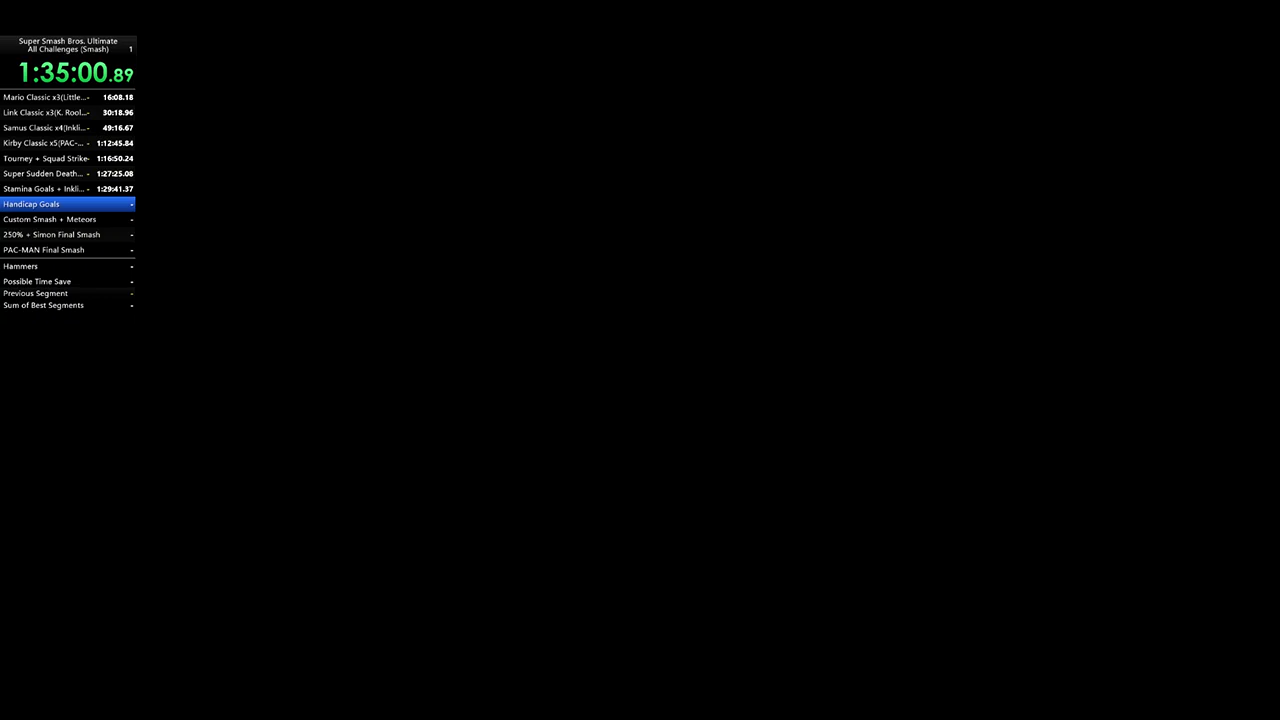 Super Smash Bros. Ultimate
All Challenges (Smash) 1
1:35:00.89
Mario Classic x3(Little... - 16:08.18
Link Classic x3(K. Rool... - 30:18.96
Samus Classic x4(Inkli... - 49:16.67
Kirby Classic x5(PAC-... - 1:12:45.84
Tourney + Squad Strike - 1:16:50.24
Super Sudden Death... - 1:27:25.08
Stamina Goals + Inkli... - 1:29:41.37
Handicap Goals -
Custom Smash + Meteors -
250% + Simon Final Smash -
PAC-MAN Final Smash -
Hammers -
Possible Time Save -
Previous Segment -
Sum of Best Segments -